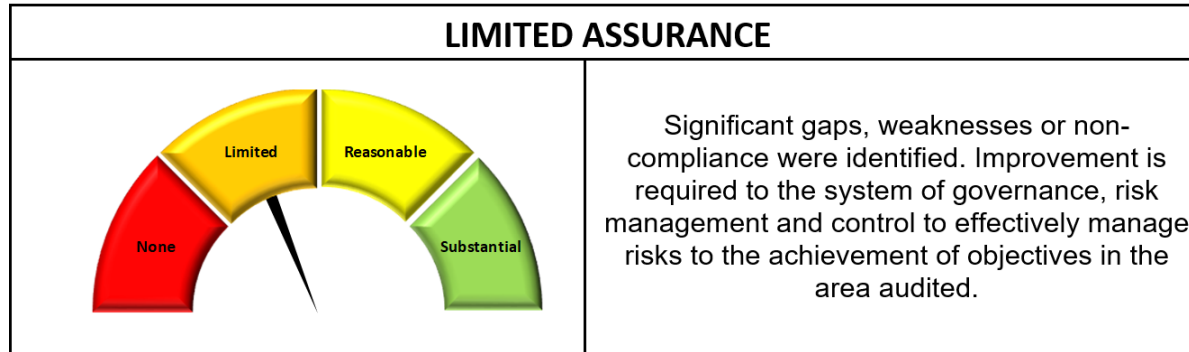 LIMITED ASSURANCE
Limited
Reasonable
None
Substantial
Significant gaps, weaknesses or non-
compliance were identified. Improvement is
required to the system of governance, risk
management and control to effectively manage
risks to the achievement of objectives in the
area audited.